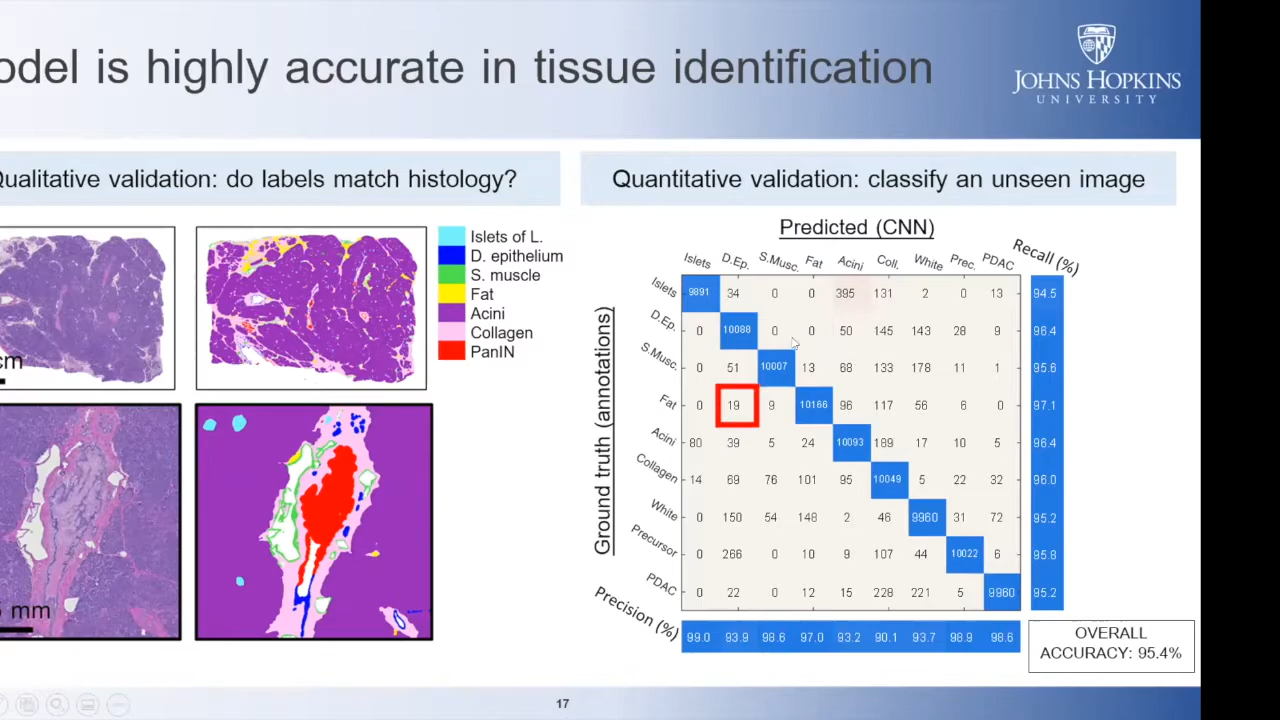 odel is highly accurate in tissue identification
JOHNS HOPKINS
UNIVERSITY
Qualitative validation: do labels match histology?
Quantitative validation: classify an unseen image
cm
mm
Islets of L.
D. epithelium
S. muscle
Fat
Acini
Collagen
PanIN
Predicted (CNN)
Recall (%)
Islets D.Ep. S.Musc. Fat Acini Coll. White Prec. PDAC
Ground truth (annotations)
Islets 9891 34 0 0 395 131 2 0 13 94.5
D.Ep. 0 10088 0 0 50 145 143 28 9 96.4
S.Musc. 0 51 10007 13 68 133 178 11 1 95.6
Fat 0 19 9 10166 96 117 56 6 0 97.1
Acini 80 39 5 24 10093 189 17 10 5 96.4
Collagen 14 69 76 101 95 10049 5 22 32 96.0
White 0 150 54 148 2 46 9960 31 72 95.2
Precursor 0 266 0 10 9 107 44 10022 6 95.8
PDAC 0 22 0 12 15 228 221 5 9960 95.2
Precision (%) 99.0 93.9 98.6 97.0 93.2 90.1 93.7 98.9 98.6
OVERALL
ACCURACY: 95.4%
17